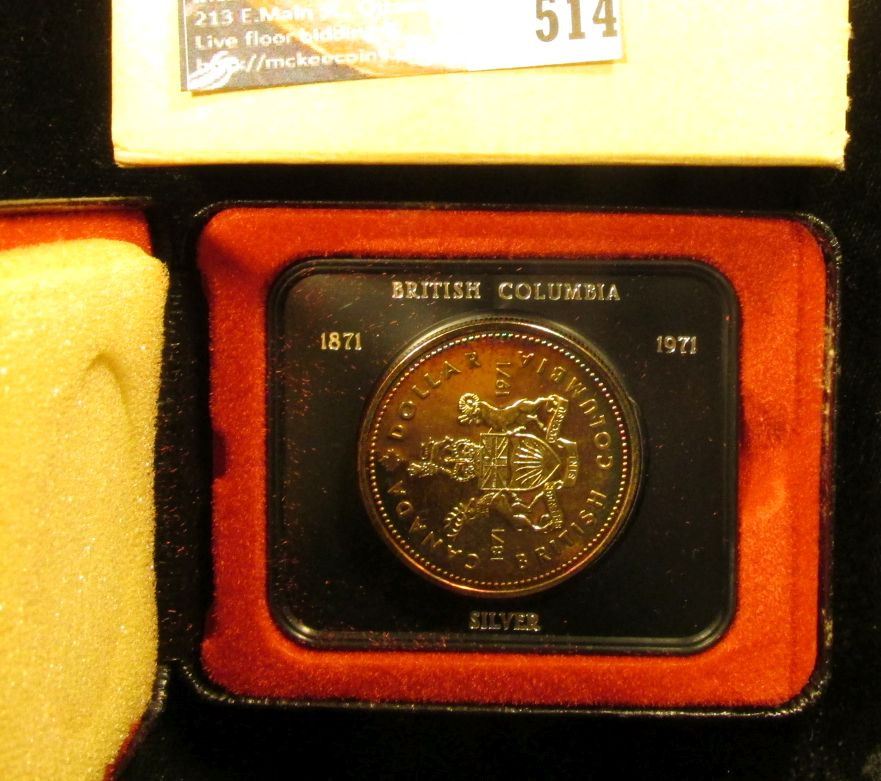 213 E.Main
514
Live floor bidding
BRITISH COLUMBIA
1871 1971
CANADA DOLLAR
1871 1971
BRITISH COLUMBIA
SILVER